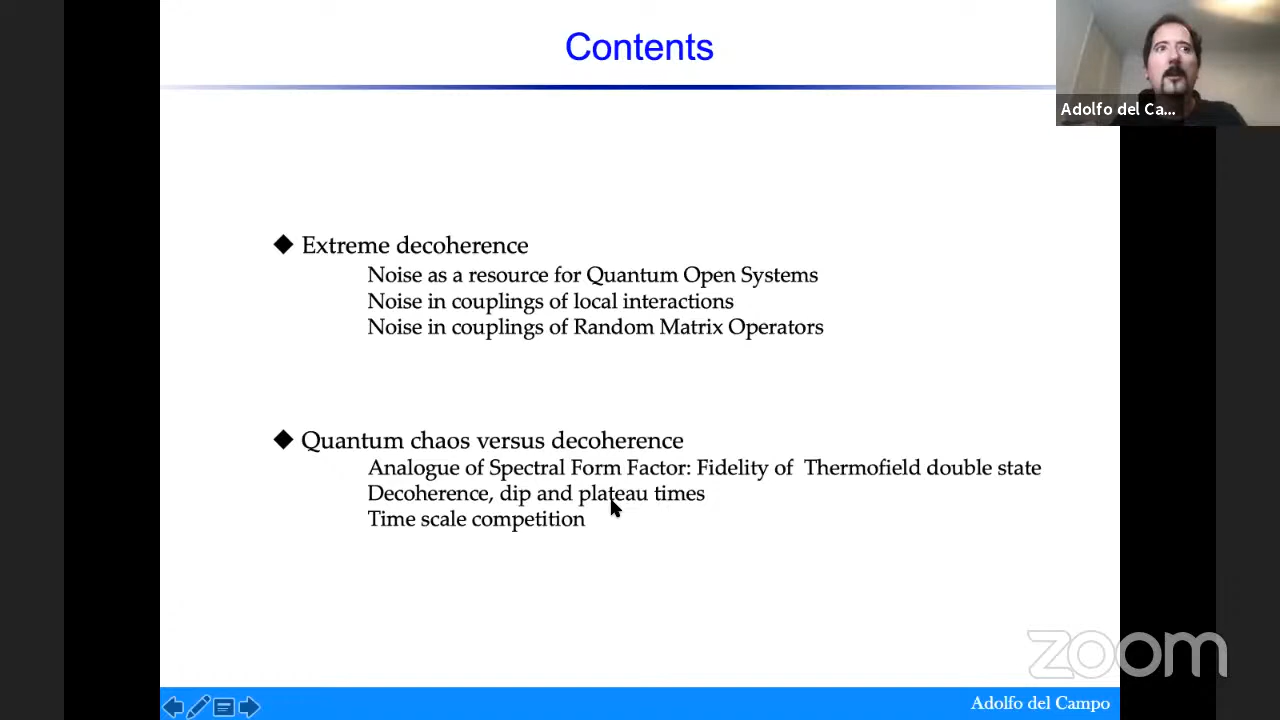 Contents
Adolfo del Ca...
Extreme decoherence
Noise as a resource for Quantum Open Systems
Noise in couplings of local interactions
Noise in couplings of Random Matrix Operators
Quantum chaos versus decoherence
Analogue of Spectral Form Factor: Fidelity of Thermofield double state
Decoherence, dip and plateau times
Time scale competition
zoom
Adolfo del Campo